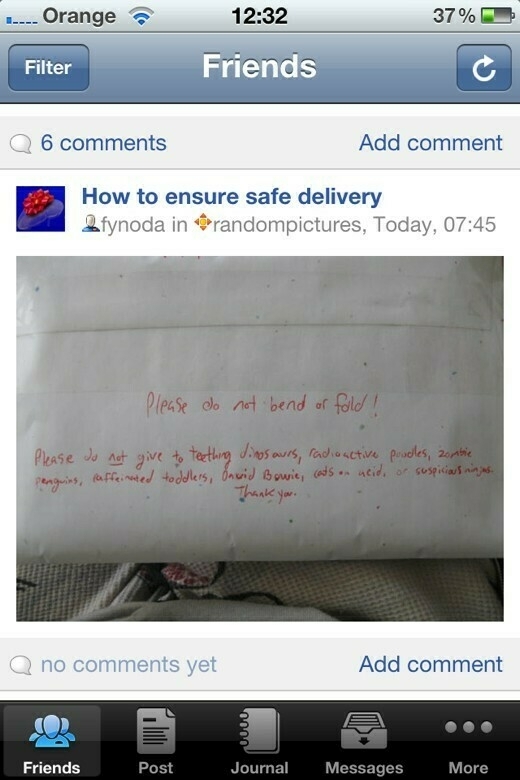 Orange 12:32 37%
Filter Friends
6 comments Add comment
How to ensure safe delivery
fynoda in randompictures, Today, 07:45
Please do not bend or fold!
Please do not give to teething dinosaurs, radioactive poodles, zombie
penguins, caffeinated toddlers, David Bowie, cats on acid, or suspicious ninjas.
Thank you.
no comments yet Add comment
Friends Post Journal Messages More